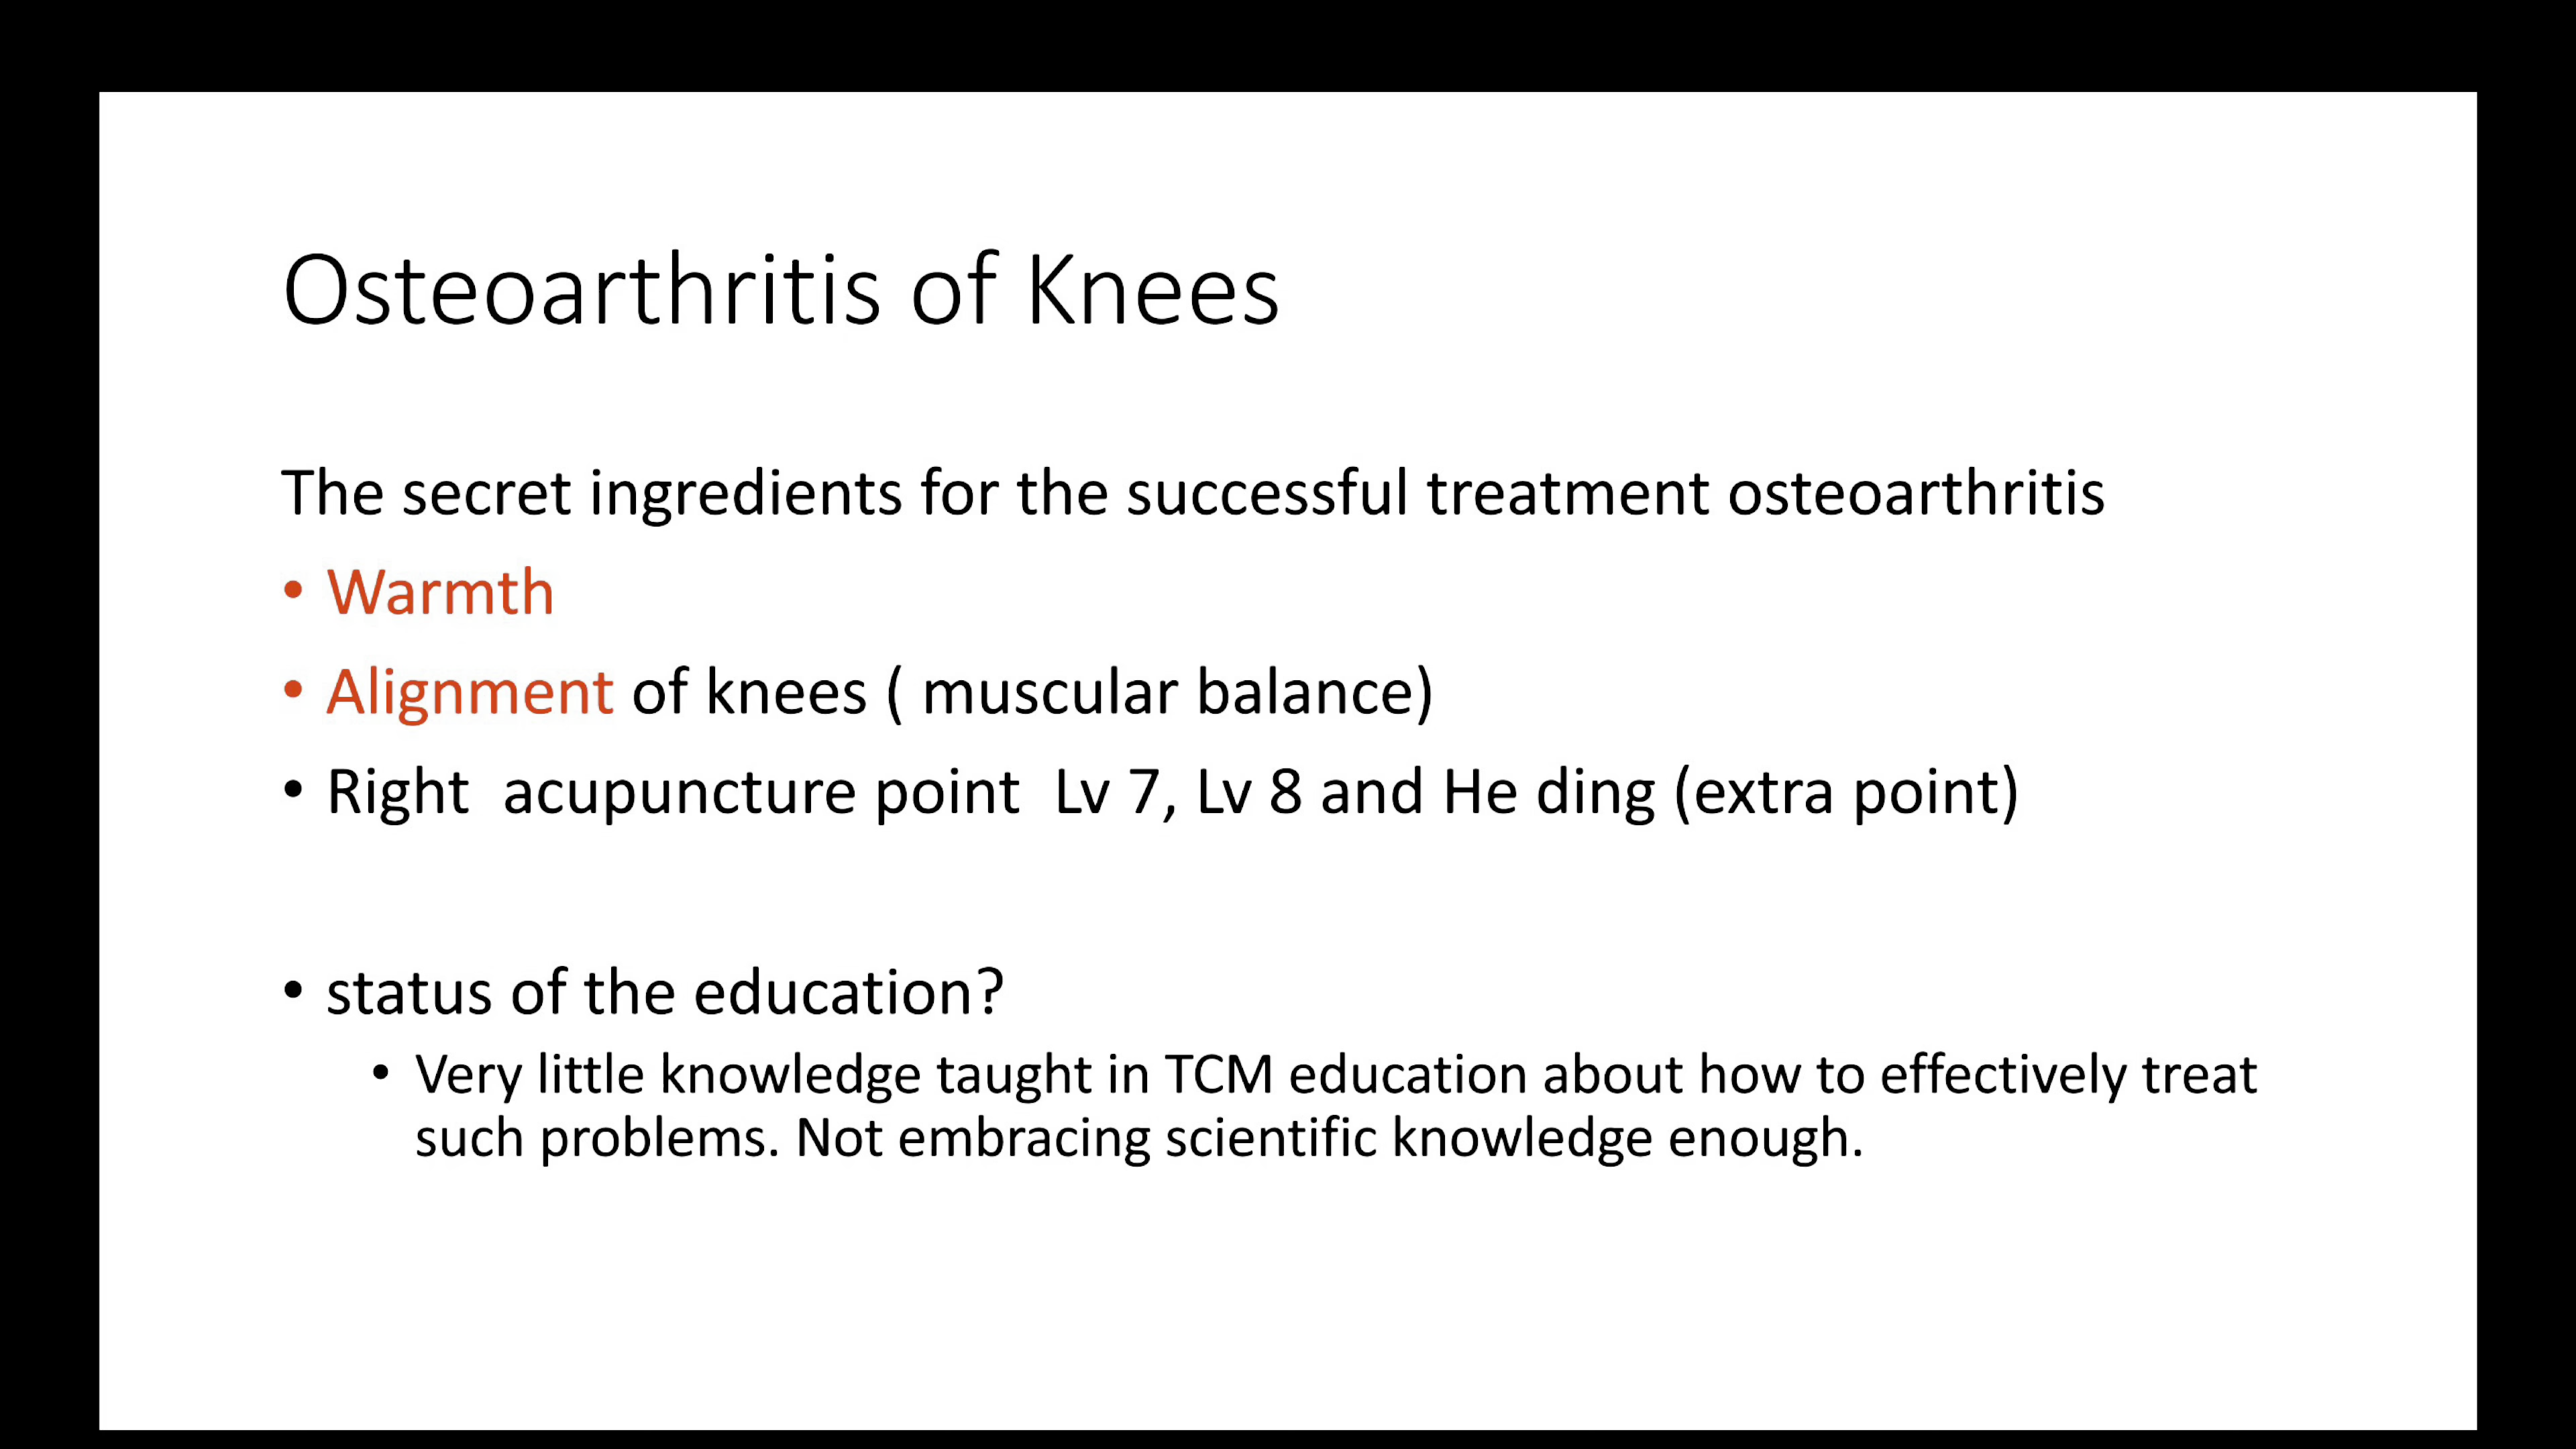 Osteoarthritis of Knees
The secret ingredients for the successful treatment osteoarthritis
• Warmth
• Alignment of knees ( muscular balance)
• Right  acupuncture point  Lv 7, Lv 8 and He ding (extra point)
• status of the education?
• Very little knowledge taught in TCM education about how to effectively treat
such problems. Not embracing scientific knowledge enough.